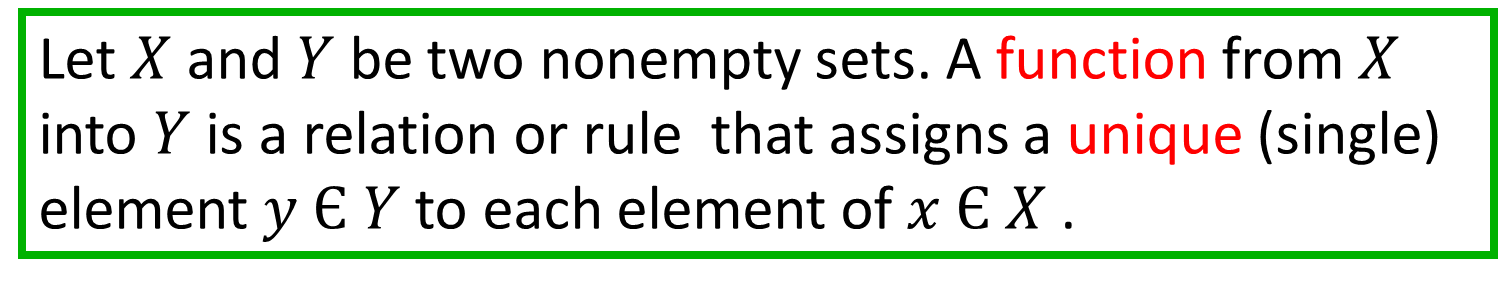 Let X and Y be two nonempty sets. A function from X
into Y is a relation or rule that assigns a unique (single)
element y Є Y to each element of x Є X .